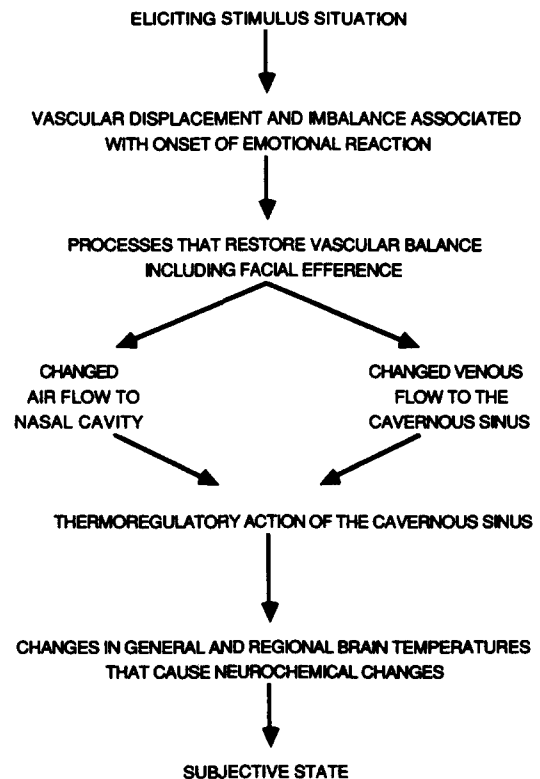 ELICITING STIMULUS SITUATION
VASCULAR DISPLACEMENT AND IMBALANCE ASSOCIATED
WITH ONSET OF EMOTIONAL REACTION
PROCESSES THAT RESTORE VASCULAR BALANCE
INCLUDING FACIAL EFFERENCE
CHANGED
AIR FLOW TO
NASAL CAVITY
CHANGED VENOUS
FLOW TO THE
CAVERNOUS SINUS
THERMOREGULATORY ACTION OF THE CAVERNOUS SINUS
CHANGES IN GENERAL AND REGIONAL BRAIN TEMPERATURES
THAT CAUSE NEUROCHEMICAL CHANGES
SUBJECTIVE STATE